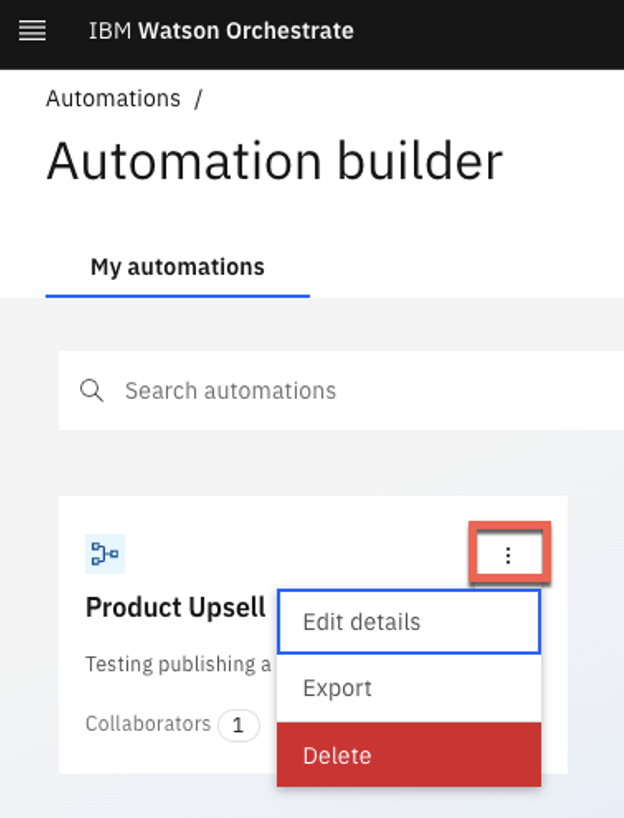 IBM Watson Orchestrate
Automations /
Automation builder
My automations
Search automations
Product Upsell
Edit details
Testing publishing a
Export
Collaborators 1
Delete